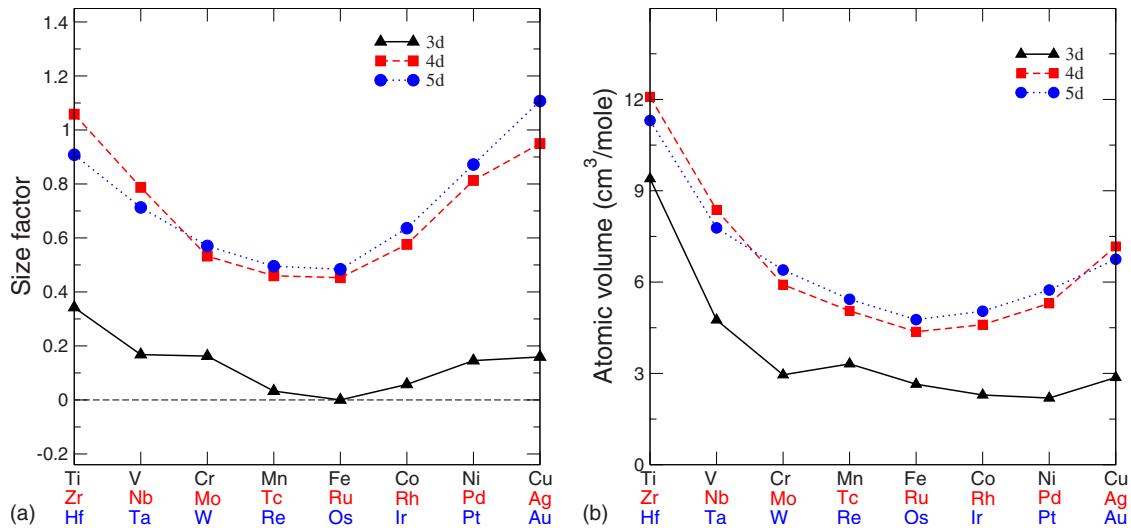 1.4
1.2
1
0.8
0.6
0.4
0.2
0
-0.2
Size factor
3d
4d
5d
Ti V Cr Mn Fe Co Ni Cu
Zr Nb Mo Tc Ru Rh Pd Ag
Hf Ta W Re Os Ir Pt Au
(a)
12
9
6
3
0
Atomic volume (cm³/mole)
3d
4d
5d
Ti V Cr Mn Fe Co Ni Cu
Zr Nb Mo Tc Ru Rh Pd Ag
Hf Ta W Re Os Ir Pt Au
(b)